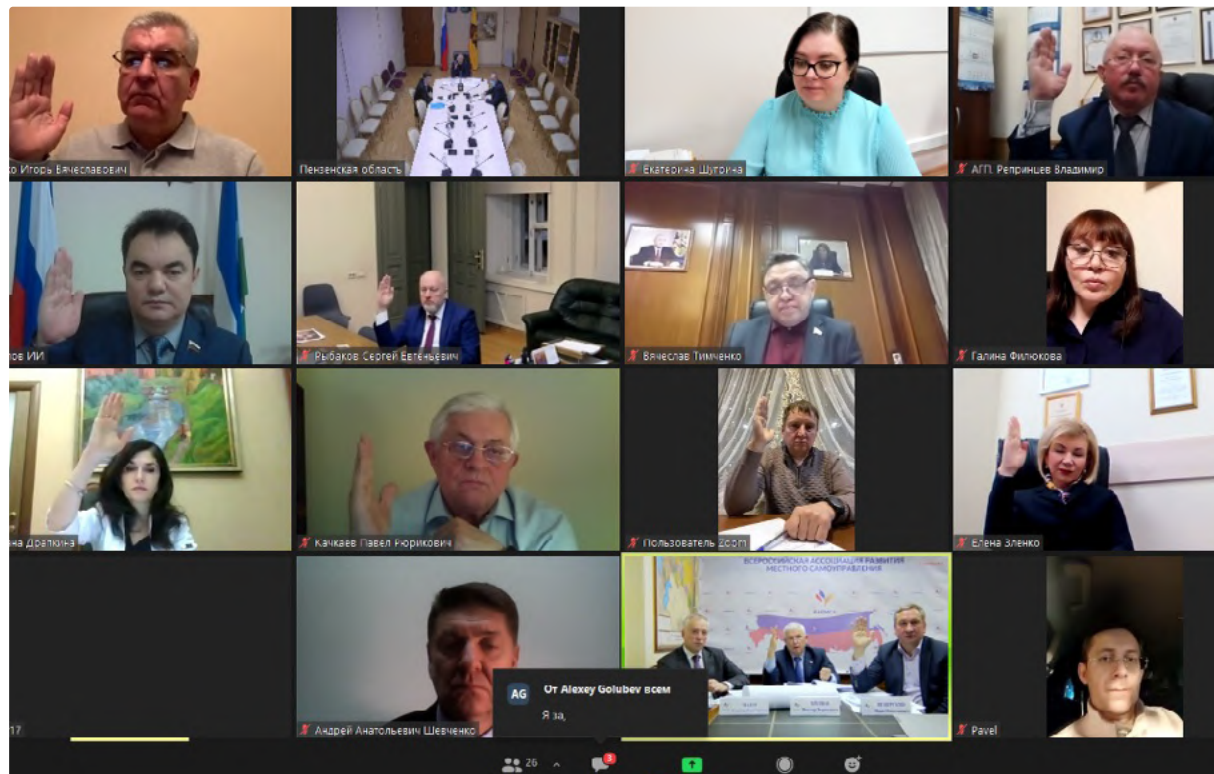 ко Игорь Вячеславович
Пензенская область
Екатерина Шугрина
АГП. Репринцев Владимир
ов ИИ
Рыбаков Сергей Евгеньевич
Вячеслав Тимченко
Галина Филюкова
на Драпкина
Качкаев Павел Рюрикович
Пользователь Zoom
Елена Зленко
ВСЕРОССИЙСКАЯ АССОЦИАЦИЯ РАЗВИТИЯ
МЕСТНОГО САМОУПРАВЛЕНИЯ
17
Андрей Анатольевич Шевченко
AG
От Alexey Golubev всем
Я за,
Pavel
26
3